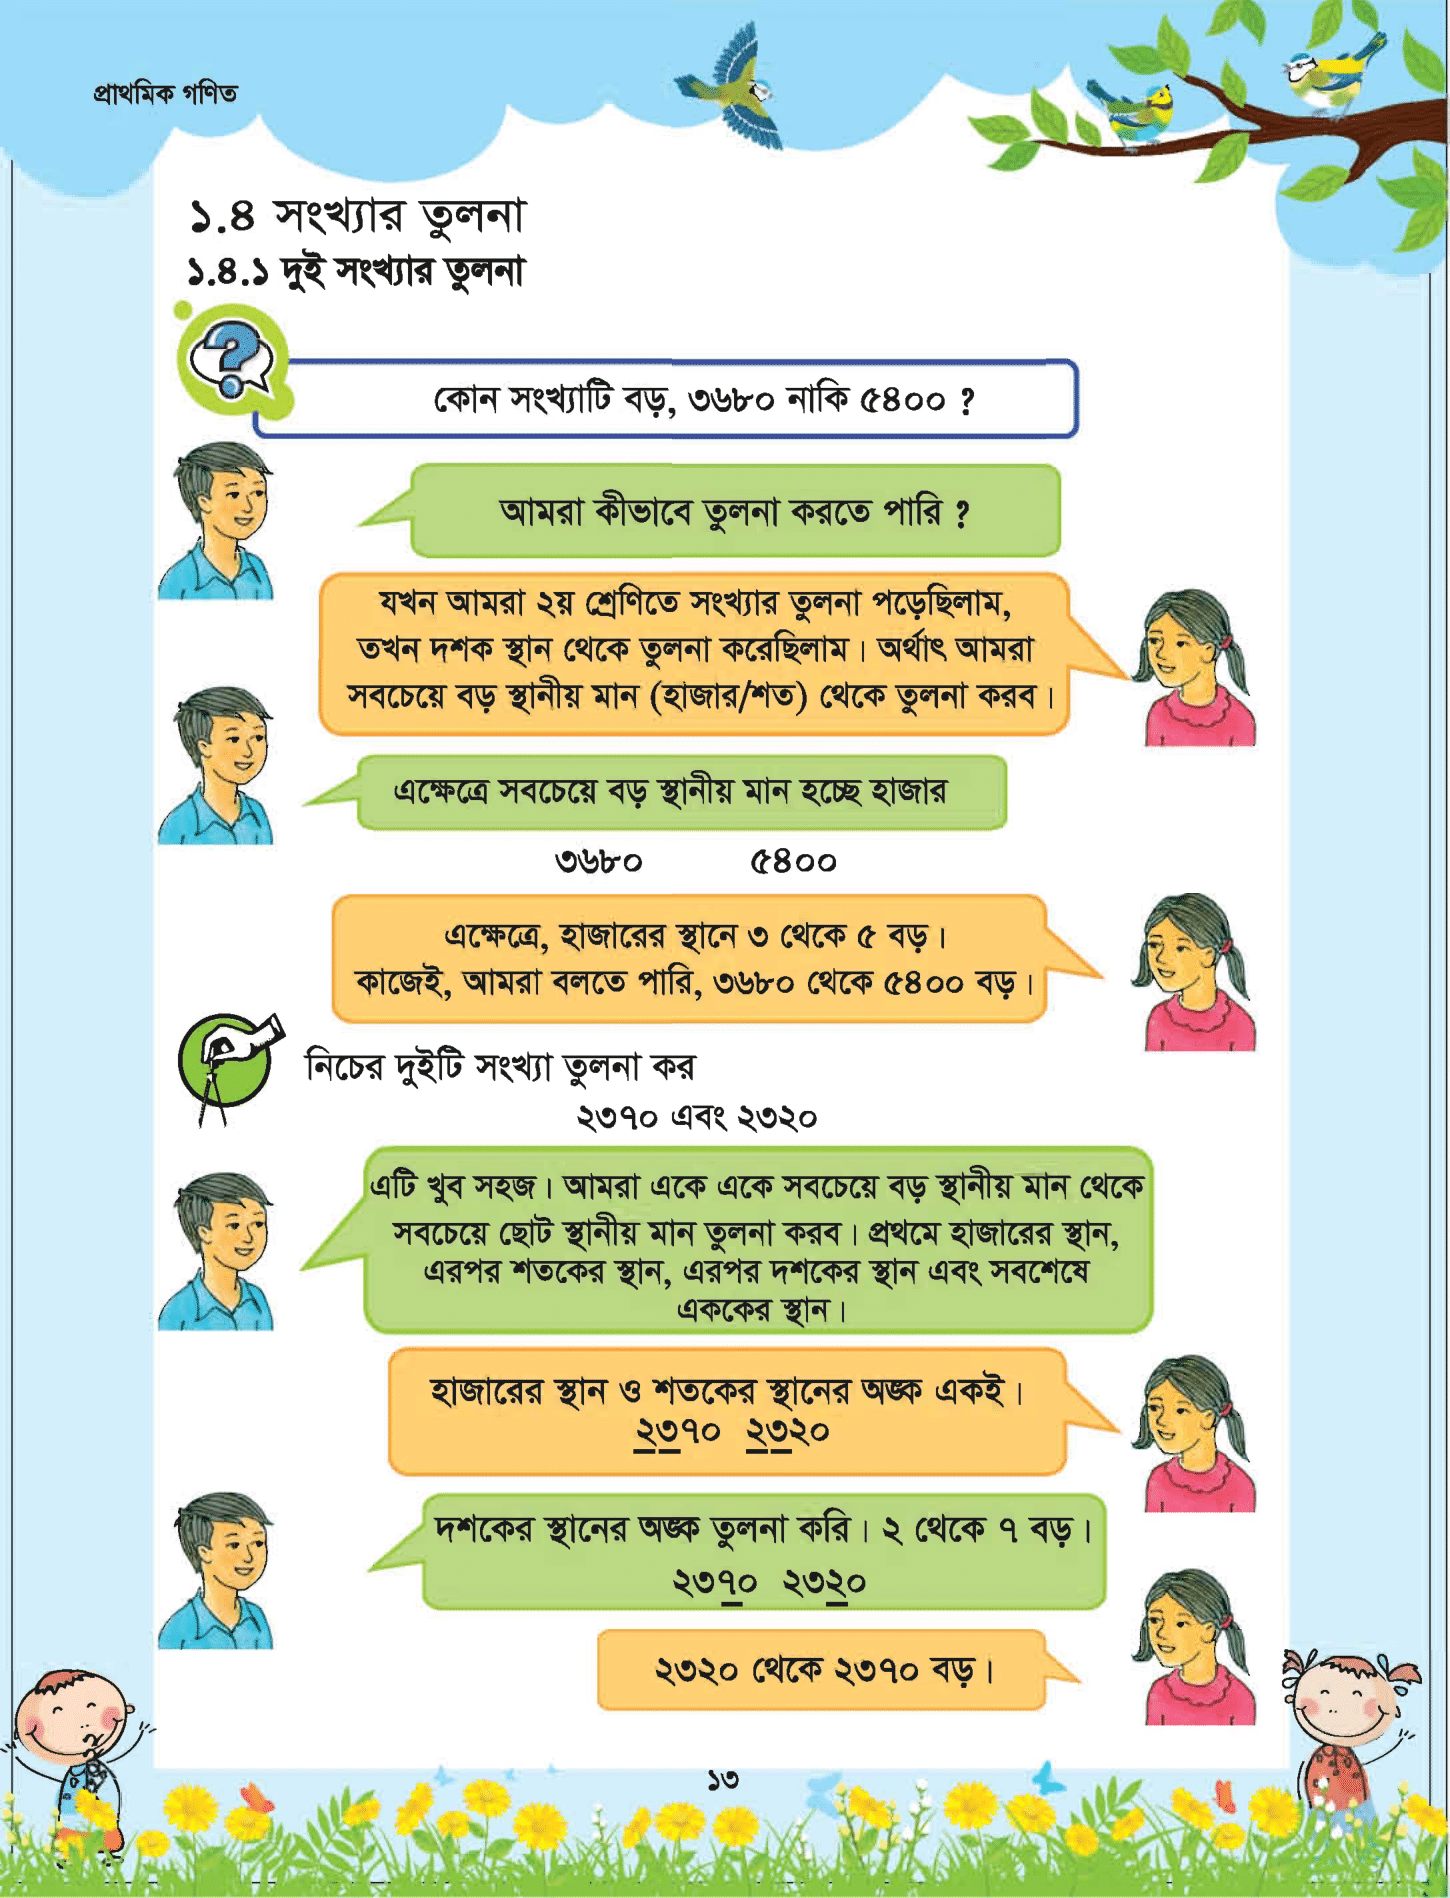 প্রাথমিক গণিত
১.৪ সংখ্যার তুলনা
১.৪.১ দুই সংখ্যার তুলনা
কোন সংখ্যাটি বড়, ৩৬৮০ নাকি ৫৪০০ ?
আমরা কীভাবে তুলনা করতে পারি ?
যখন আমরা ২য় শ্রেণিতে সংখ্যার তুলনা পড়েছিলাম,
তখন দশক স্থান থেকে তুলনা করেছিলাম। অর্থাৎ আমরা
সবচেয়ে বড় স্থানীয় মান (হাজার/শত) থেকে তুলনা করব।
এক্ষেত্রে সবচেয়ে বড় স্থানীয় মান হচ্ছে হাজার
৩৬৮০ ৫৪০০
এক্ষেত্রে, হাজারের স্থানে ৩ থেকে ৫ বড়।
কাজেই, আমরা বলতে পারি, ৩৬৮০ থেকে ৫৪০০ বড়।
নিচের দুইটি সংখ্যা তুলনা কর
২৩৭০ এবং ২৩২০
এটি খুব সহজ। আমরা একে একে সবচেয়ে বড় স্থানীয় মান থেকে
সবচেয়ে ছোট স্থানীয় মান তুলনা করব। প্রথমে হাজারের স্থান,
এরপর শতকের স্থান, এরপর দশকের স্থান এবং সবশেষে
এককের স্থান।
হাজারের স্থান ও শতকের স্থানের অঙ্ক একই।
২৩৭০ ২৩২০
দশকের স্থানের অঙ্ক তুলনা করি। ২ থেকে ৭ বড়।
২৩৭০ ২৩২০
২৩২০ থেকে ২৩৭০ বড়।
১৩